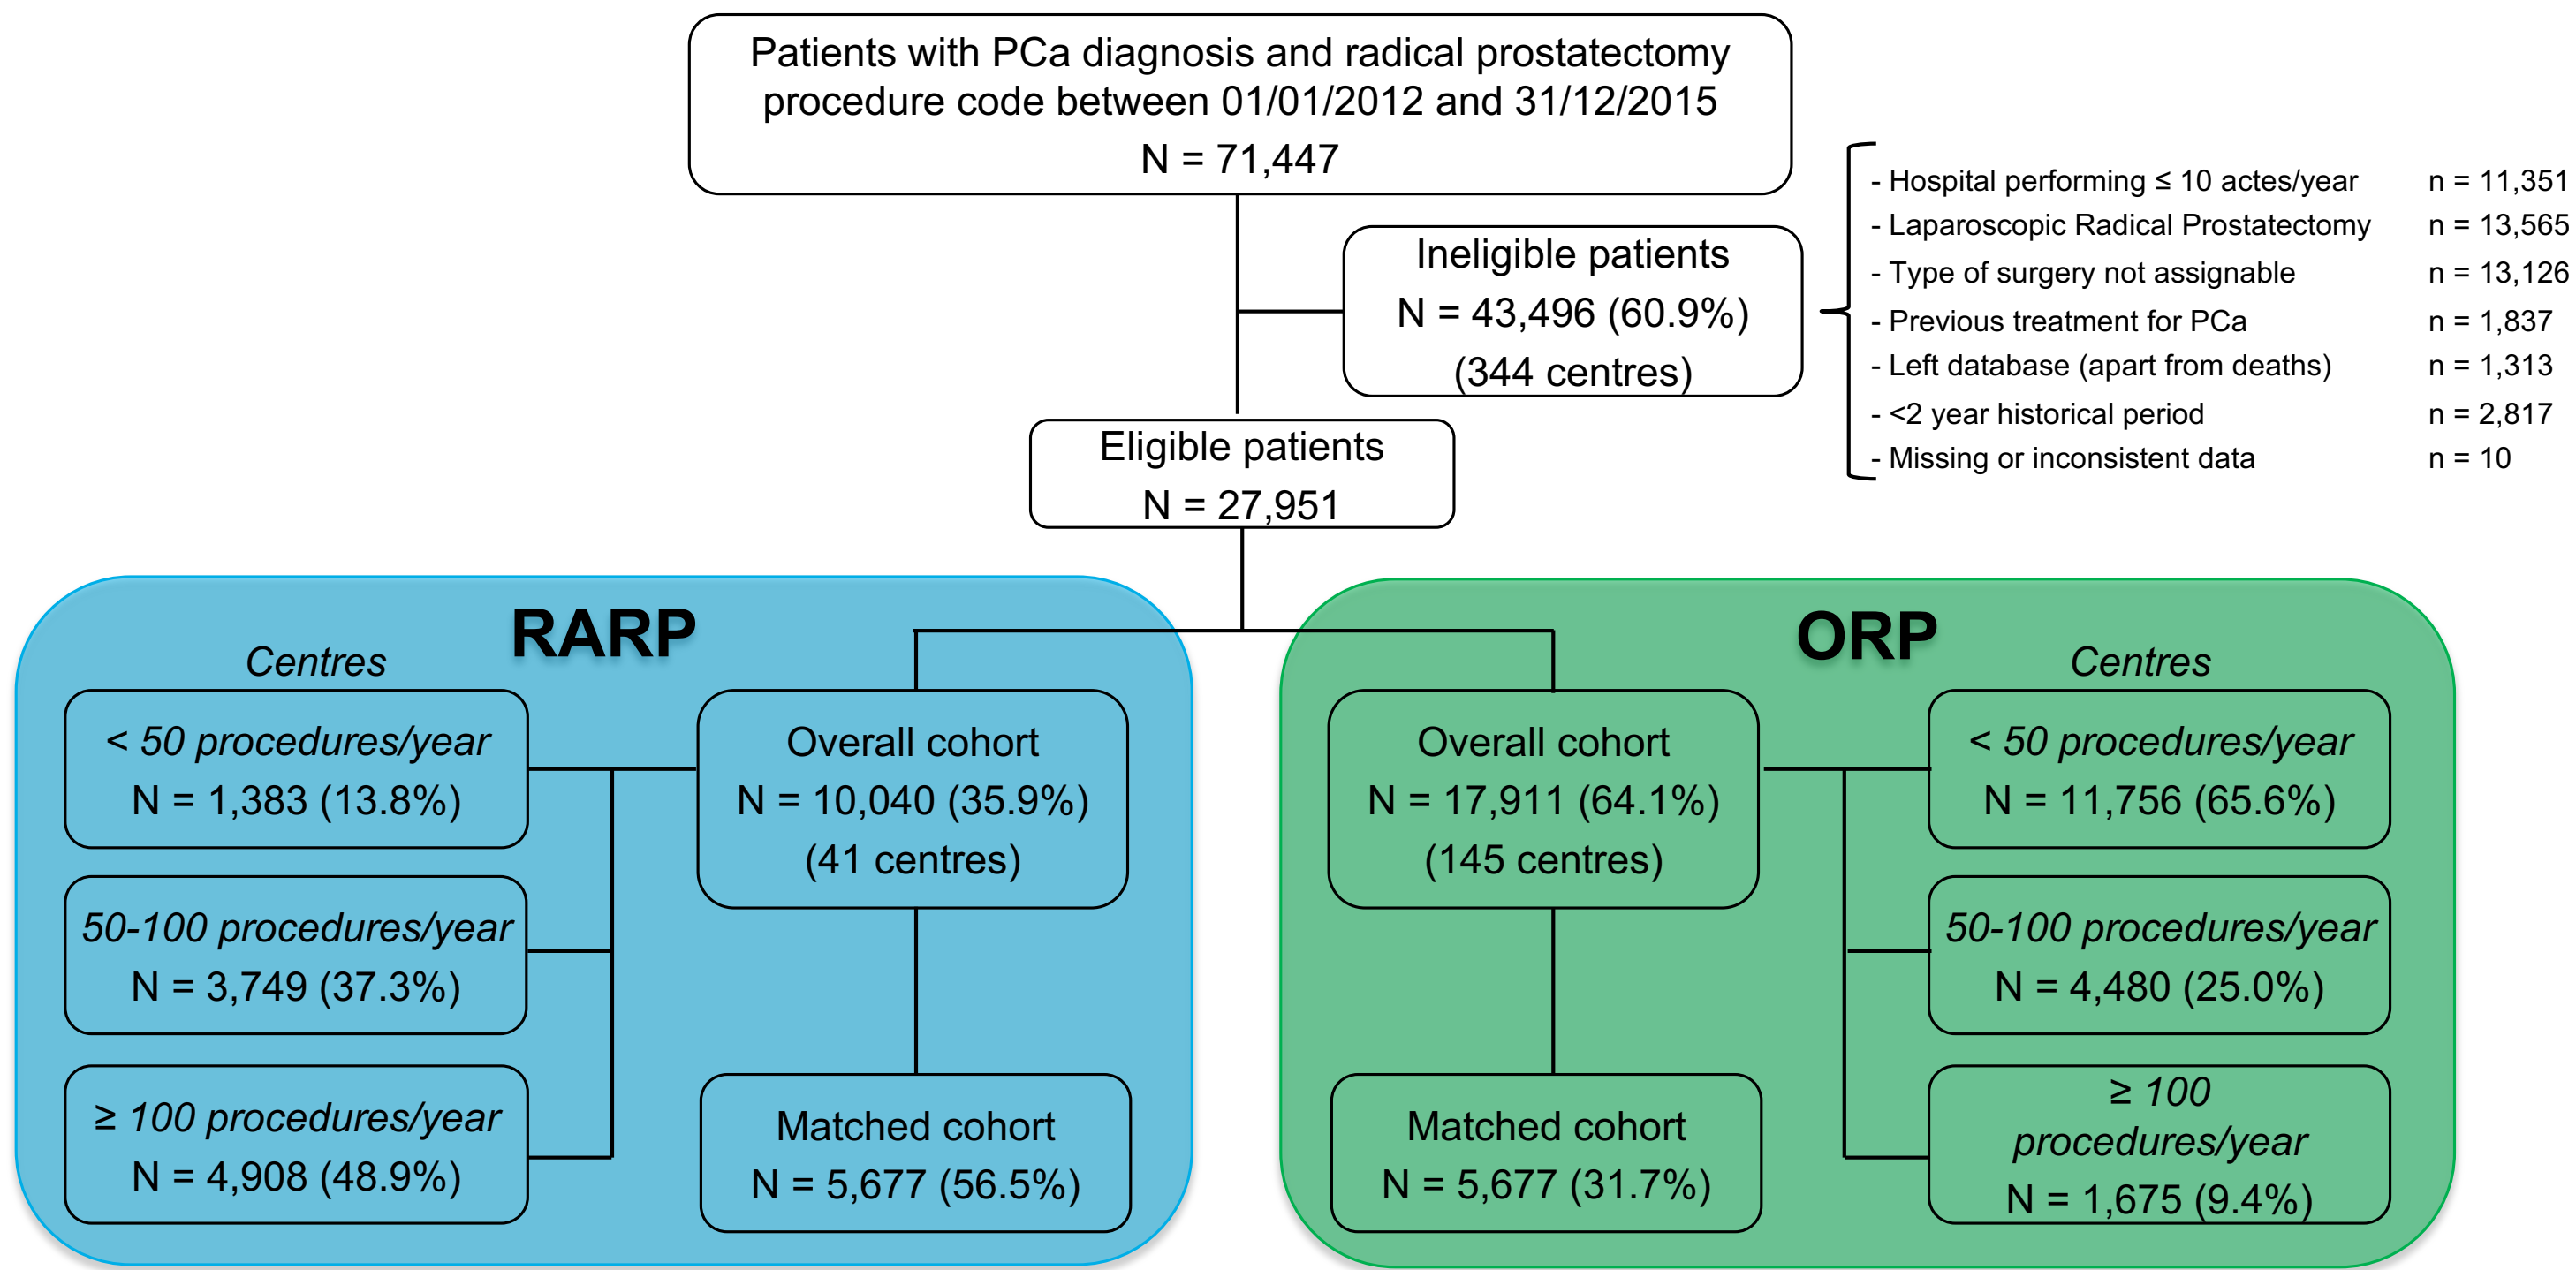 Patients with PCa diagnosis and radical prostatectomy
procedure code between 01/01/2012 and 31/12/2015
N = 71,447
Ineligible patients
N = 43,496 (60.9%)
(344 centres)
- Hospital performing ≤ 10 actes/year n = 11,351
- Laparoscopic Radical Prostatectomy n = 13,565
- Type of surgery not assignable n = 13,126
- Previous treatment for PCa n = 1,837
- Left database (apart from deaths) n = 1,313
- <2 year historical period n = 2,817
- Missing or inconsistent data n = 10
Eligible patients
N = 27,951
RARP
Centres
< 50 procedures/year
N = 1,383 (13.8%)
50-100 procedures/year
N = 3,749 (37.3%)
≥ 100 procedures/year
N = 4,908 (48.9%)
Overall cohort
N = 10,040 (35.9%)
(41 centres)
Matched cohort
N = 5,677 (56.5%)
ORP
Centres
Overall cohort
N = 17,911 (64.1%)
(145 centres)
Matched cohort
N = 5,677 (31.7%)
< 50 procedures/year
N = 11,756 (65.6%)
50-100 procedures/year
N = 4,480 (25.0%)
≥ 100
procedures/year
N = 1,675 (9.4%)